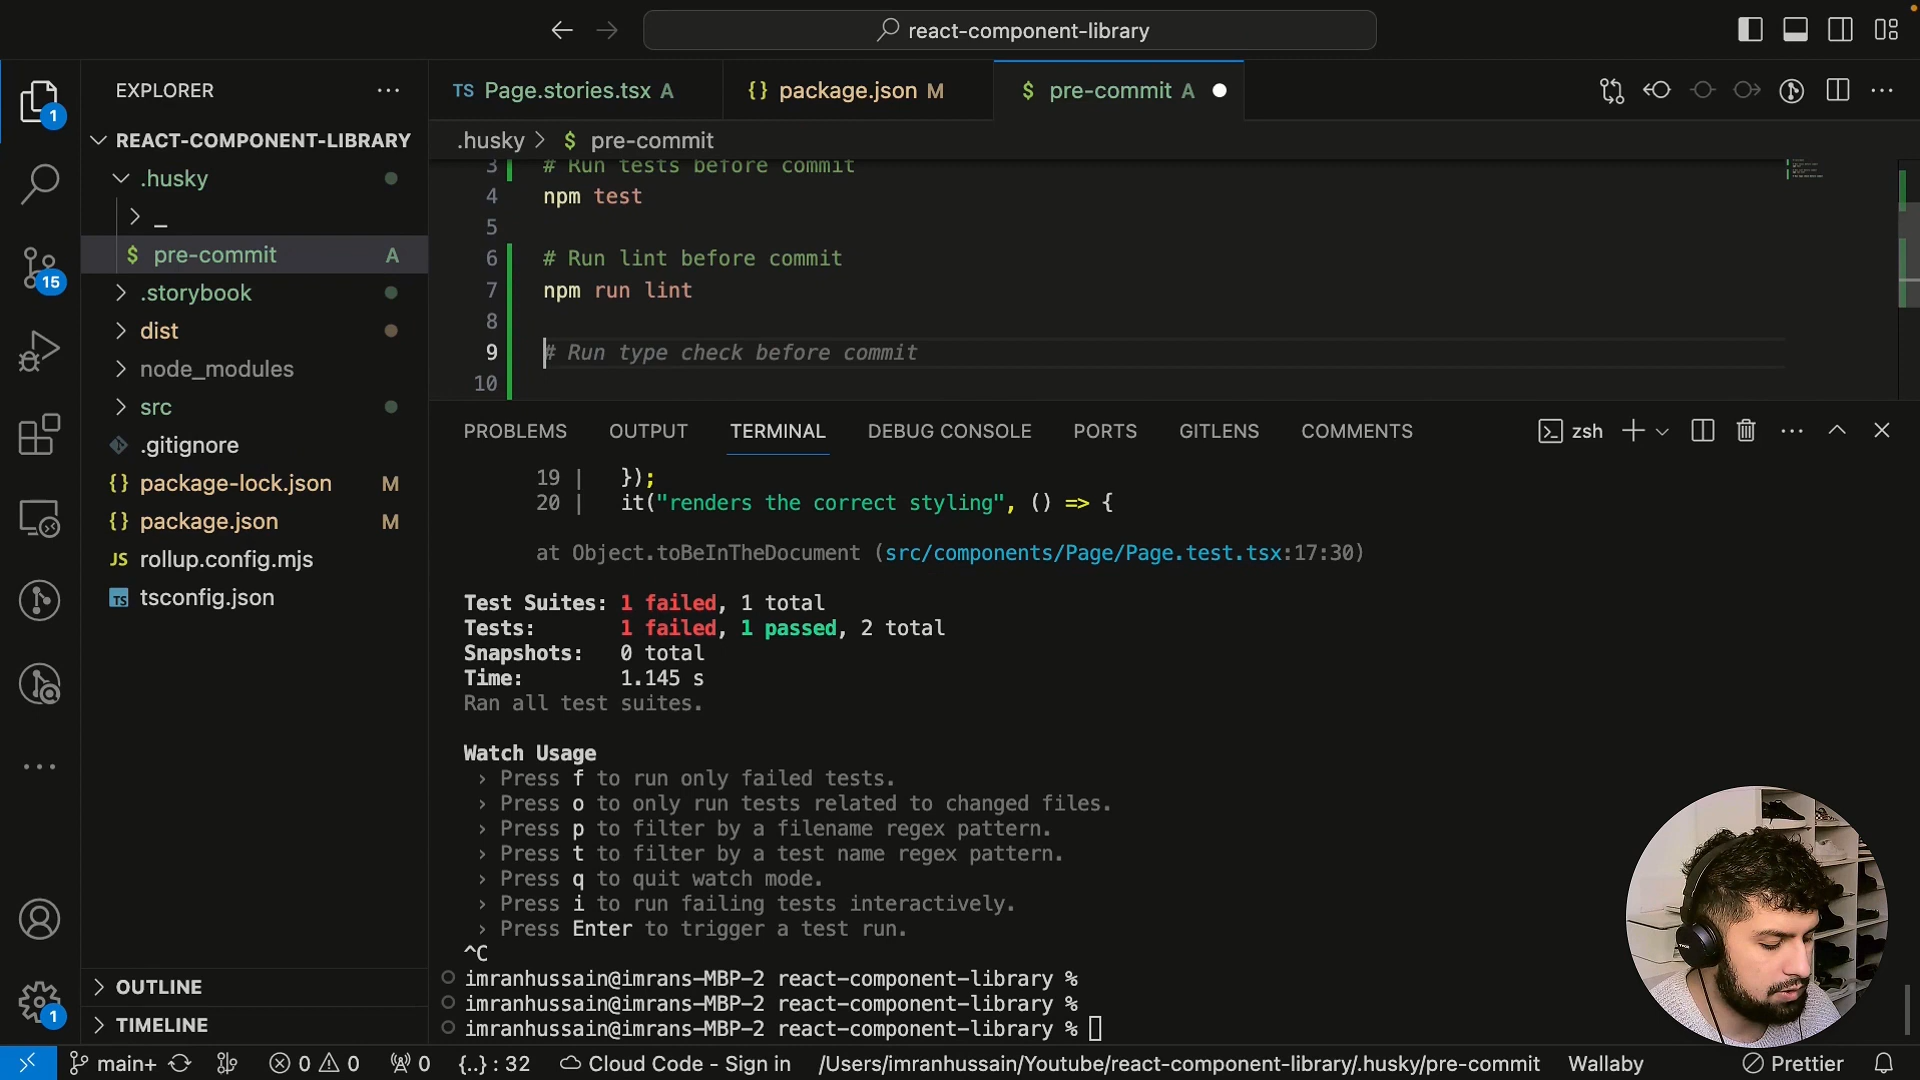 react-component-library
EXPLORER
TS Page.stories.tsx A
{} package.json M
$ pre-commit A
1
REACT-COMPONENT-LIBRARY
.husky > $ pre-commit
.husky
_
$ pre-commit A
.storybook
15
dist
node_modules
src
.gitignore
{} package-lock.json M
{} package.json M
JS rollup.config.mjs
TS tsconfig.json
3 # Run tests before commit
4 npm test
5
6 # Run lint before commit
7 npm run lint
8
9 # Run type check before commit
10
PROBLEMS OUTPUT TERMINAL DEBUG CONSOLE PORTS GITLENS COMMENTS
zsh
19 | });
20 | it("renders the correct styling", () => {
at Object.toBeInTheDocument (src/components/Page/Page.test.tsx:17:30)
Test Suites: 1 failed, 1 total
Tests: 1 failed, 1 passed, 2 total
Snapshots: 0 total
Time: 1.145 s
Ran all test suites.
Watch Usage
› Press f to run only failed tests.
› Press o to only run tests related to changed files.
› Press p to filter by a filename regex pattern.
› Press t to filter by a test name regex pattern.
› Press q to quit watch mode.
› Press i to run failing tests interactively.
› Press Enter to trigger a test run.
^C
imranhussain@imrans-MBP-2 react-component-library %
imranhussain@imrans-MBP-2 react-component-library %
imranhussain@imrans-MBP-2 react-component-library %
OUTLINE
TIMELINE
1
main+ 0 0 0 {..} : 32 Cloud Code - Sign in /Users/imranhussain/Youtube/react-component-library/.husky/pre-commit Wallaby Prettier